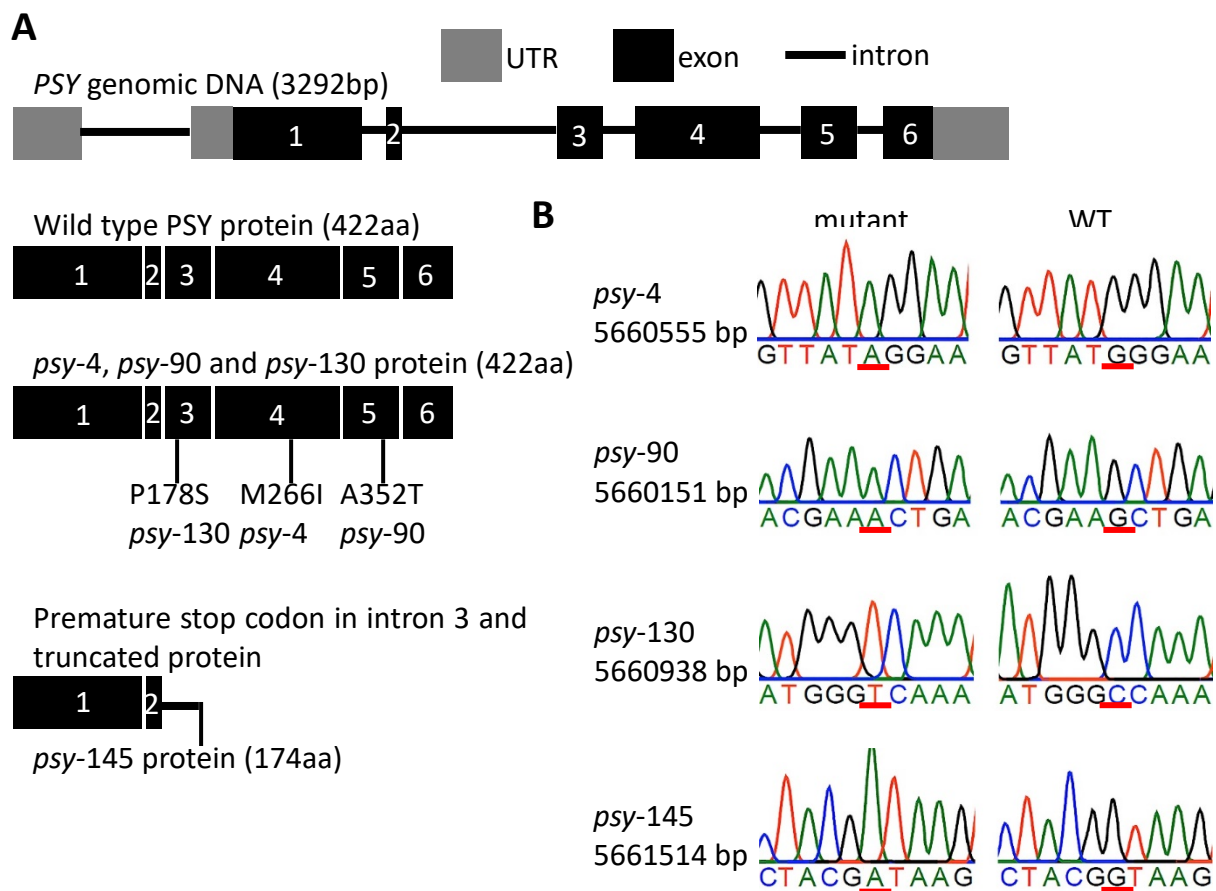 A
UTR
exon
intron
PSY genomic DNA (3292bp)
1
2
3
4
5
6
Wild type PSY protein (422aa)
1
2
3
4
5
6
psy-4, psy-90 and psy-130 protein (422aa)
1
2
3
4
5
6
P178S M266I A352T
psy-130 psy-4 psy-90
Premature stop codon in intron 3 and
truncated protein
1
2
psy-145 protein (174aa)
B
mutant WT
psy-4
5660555 bp
GTTATAGGAA GTTATGGGAA
psy-90
5660151 bp
ACGAAACTGA ACGAAGCTGA
psy-130
5660938 bp
ATGGGTCAAA ATGGGCCAAA
psy-145
5661514 bp
CTACGATAAG CTACGGTAAG